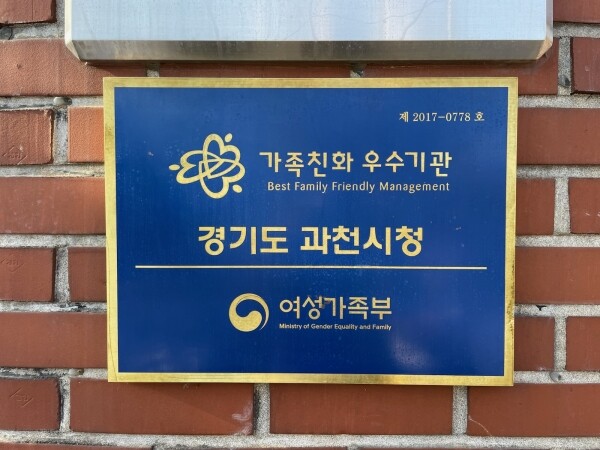 제 2017-0778 호
가족친화 우수기관
Best Family Friendly Management
경기도 과천시청
여성가족부
Ministry of Gender Equality and Family